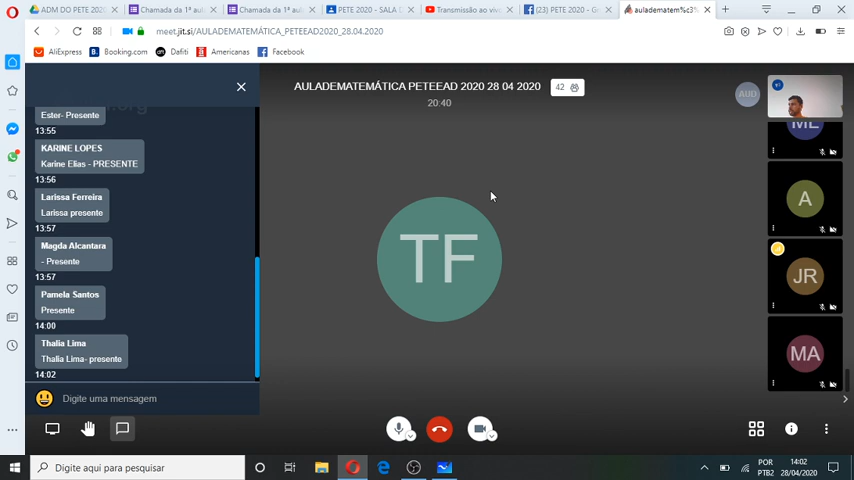 ADM DO PETE 2020
Chamada da 1ª aul
Chamada da 1ª aul
PETE 2020 - SALA D
Transmissão ao vivo
(23) PETE 2020 - Gr
auladematem%c3%
meet.jit.si/AULADEMATEMÁTICA_PETEEAD2020_28.04.2020
AliExpress
Booking.com
Dafiti
Americanas
Facebook
AULADEMATEMÁTICA PETEEAD 2020 28 04 2020
42
20:40
AUD
Ester- Presente
13:55
KARINE LOPES
Karine Elias - PRESENTE
13:56
Larissa Ferreira
Larissa presente
13:57
Magda Alcantara
- Presente
13:57
Pamela Santos
Presente
14:00
Thalia Lima
Thalia Lima- presente
14:02
Digite uma mensagem
TF
ME
A
JR
MA
Digite aqui para pesquisar
POR
PTB2
14:02
28/04/2020